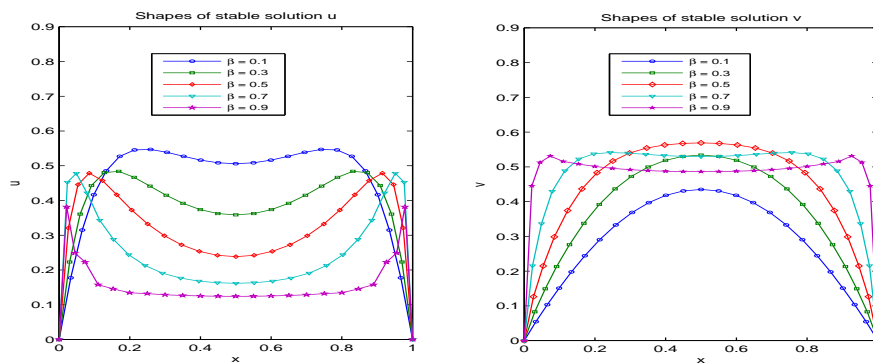 Shapes of stable solution u
0.9
0.8
0.7
0.6
0.5
0.4
0.3
0.2
0.1
0
u
β = 0.1
β = 0.3
β = 0.5
β = 0.7
β = 0.9
0 0.2 0.4 0.6 0.8 1
x
Shapes of stable solution v
0.9
0.8
0.7
0.6
0.5
0.4
0.3
0.2
0.1
0
v
β = 0.1
β = 0.3
β = 0.5
β = 0.7
β = 0.9
0 0.2 0.4 0.6 0.8
x